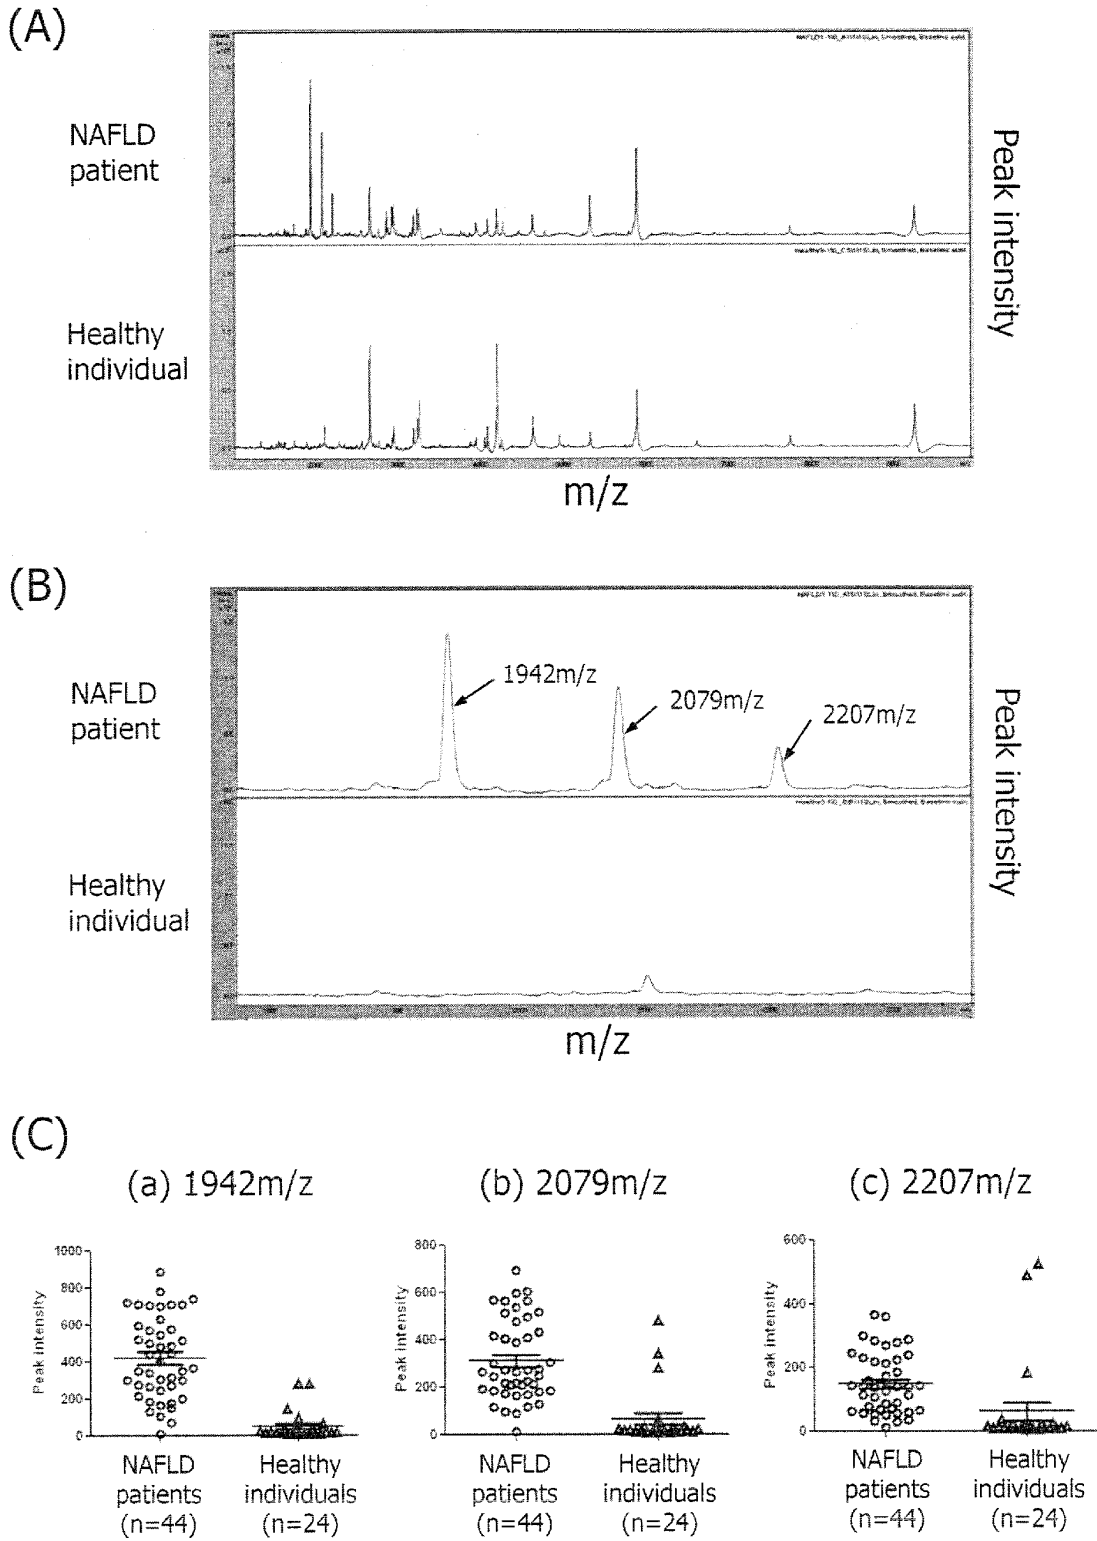 (A)
NAFLD
patient
Peak intensity
Healthy
individual
m/z
(B)
NAFLD
patient
1942m/z
2079m/z
2207m/z
Peak intensity
Healthy
individual
m/z
(C)
(a) 1942m/z
(b) 2079m/z
(c) 2207m/z
Peak intensity
1000
800
600
400
200
0
NAFLD
patients
(n=44)
Healthy
individuals
(n=24)
Peak intensity
800
600
400
200
0
NAFLD
patients
(n=44)
Healthy
individuals
(n=24)
Peak intensity
600
400
200
0
NAFLD
patients
(n=44)
Healthy
individuals
(n=24)